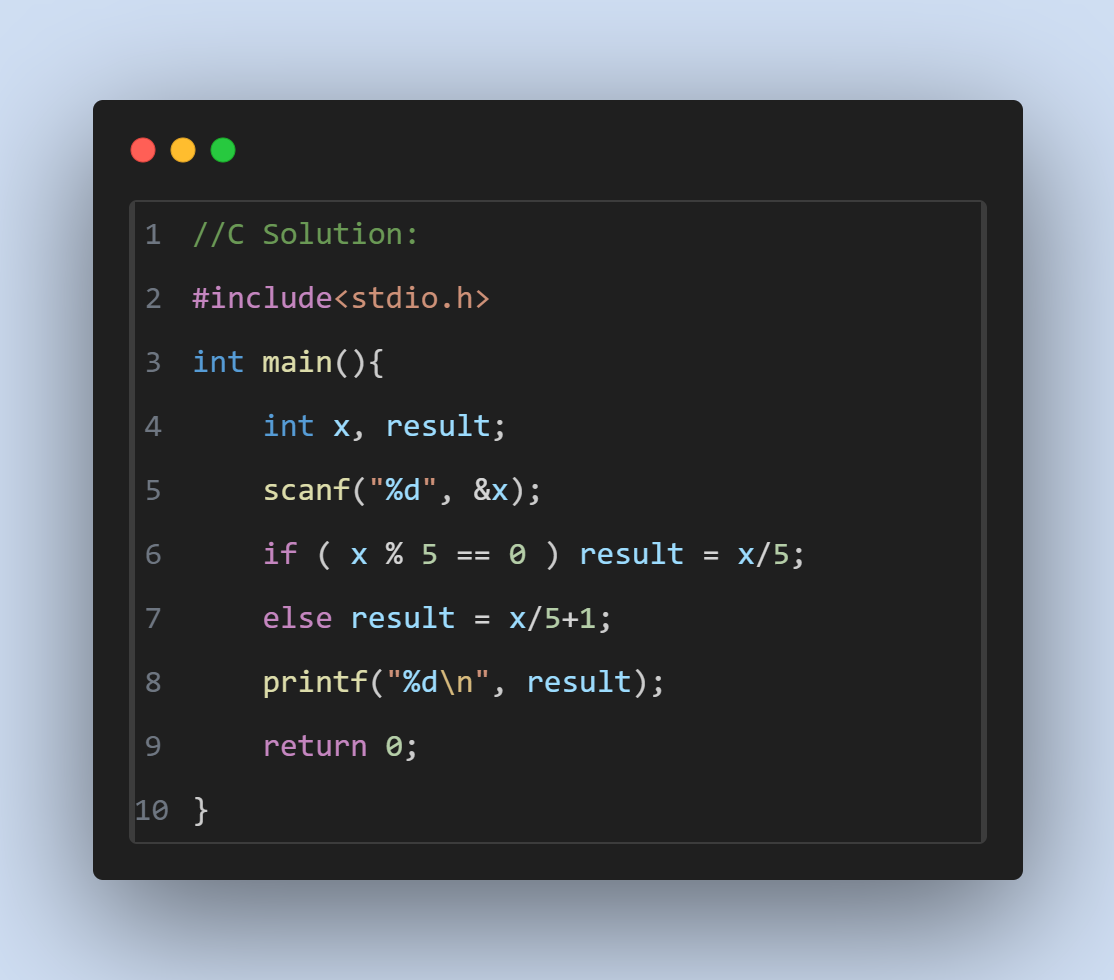 1 //C Solution:
2 #include<stdio.h>
3 int main(){
4     int x, result;
5     scanf("%d", &x);
6     if ( x % 5 == 0 ) result = x/5;
7     else result = x/5+1;
8     printf("%d\n", result);
9     return 0;
10 }